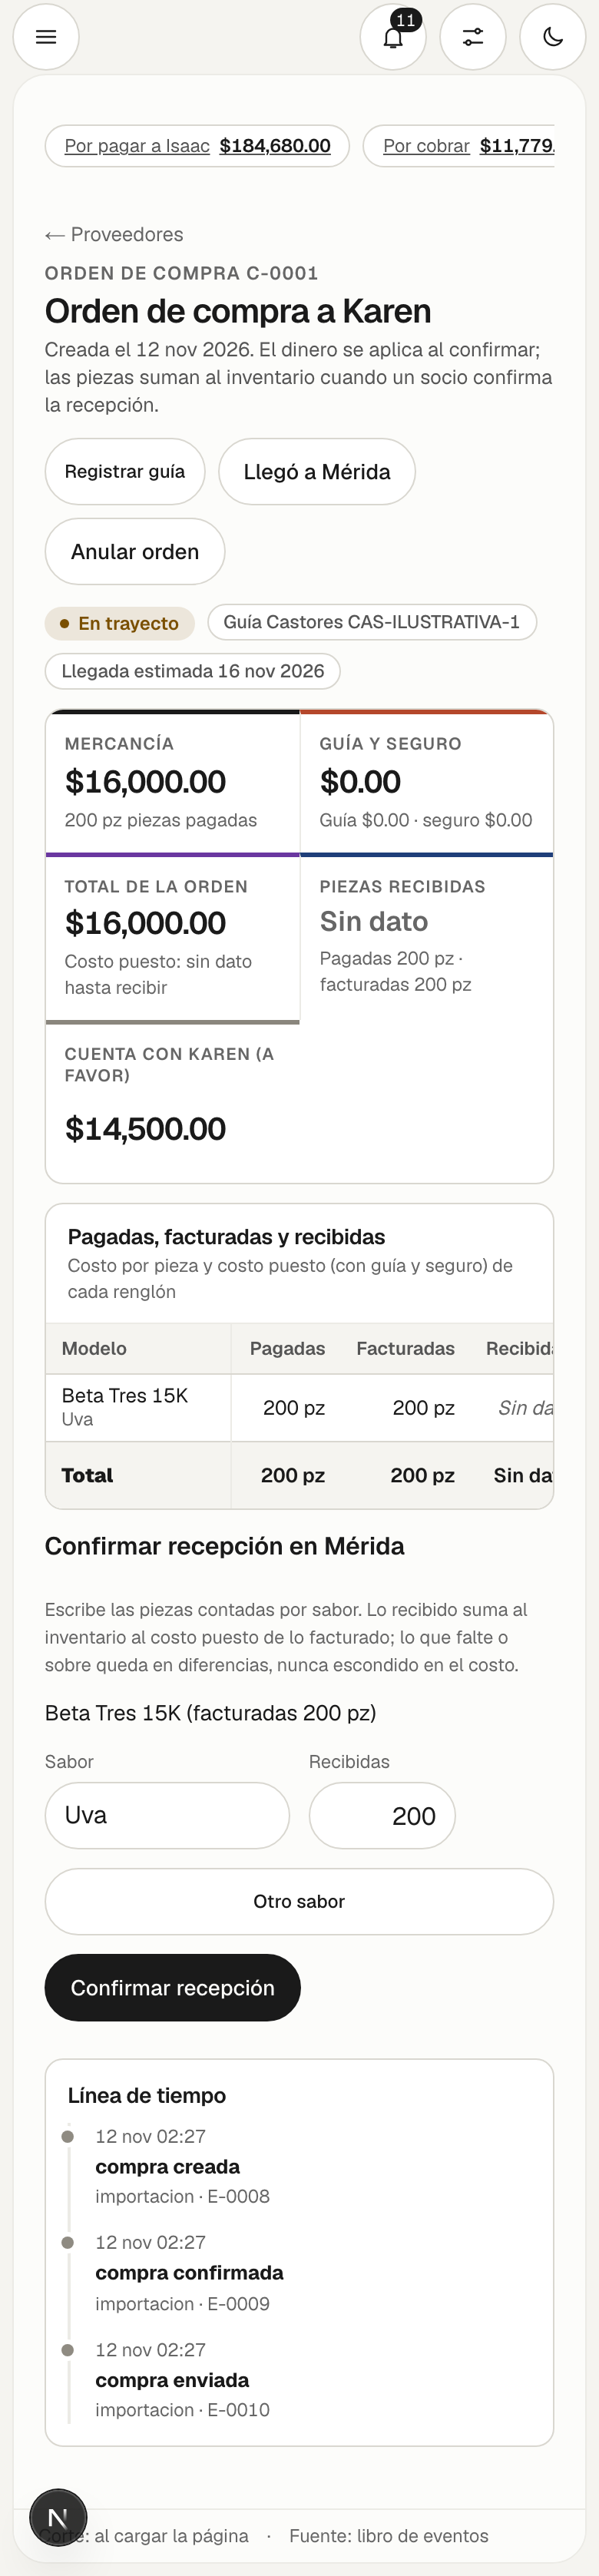 11
Por pagar a Isaac $184,680.00 Por cobrar $11,779.
← Proveedores
ORDEN DE COMPRA C-0001
Orden de compra a Karen
Creada el 12 nov 2026. El dinero se aplica al confirmar;
las piezas suman al inventario cuando un socio confirma
la recepción.
Registrar guía
Llegó a Mérida
Anular orden
En trayecto
Guía Castores CAS-ILUSTRATIVA-1
Llegada estimada 16 nov 2026
MERCANCÍA
$16,000.00
200 pz piezas pagadas
GUÍA Y SEGURO
$0.00
Guía $0.00 · seguro $0.00
TOTAL DE LA ORDEN
$16,000.00
Costo puesto: sin dato
hasta recibir
PIEZAS RECIBIDAS
Sin dato
Pagadas 200 pz ·
facturadas 200 pz
CUENTA CON KAREN (A
FAVOR)
$14,500.00
Pagadas, facturadas y recibidas
Costo por pieza y costo puesto (con guía y seguro) de
cada renglón
Modelo Pagadas Facturadas Recibid
Beta Tres 15K 200 pz 200 pz Sin da
Uva
Total 200 pz 200 pz Sin da
Confirmar recepción en Mérida
Escribe las piezas contadas por sabor. Lo recibido suma al
inventario al costo puesto de lo facturado; lo que falte o
sobre queda en diferencias, nunca escondido en el costo.
Beta Tres 15K (facturadas 200 pz)
Sabor Recibidas
Uva 200
Otro sabor
Confirmar recepción
Línea de tiempo
12 nov 02:27
compra creada
importacion · E-0008
12 nov 02:27
compra confirmada
importacion · E-0009
12 nov 02:27
compra enviada
importacion · E-0010
N
Corte: al cargar la página · Fuente: libro de eventos